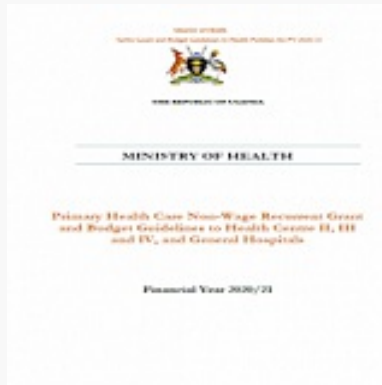 THE REPUBLIC OF UGANDA
MINISTRY OF HEALTH
Primary Health Care Non-Wage Recurrent Grant
and Budget Guidelines to Health Centre II, III
and IV, and General Hospitals
Financial Year 2020/21